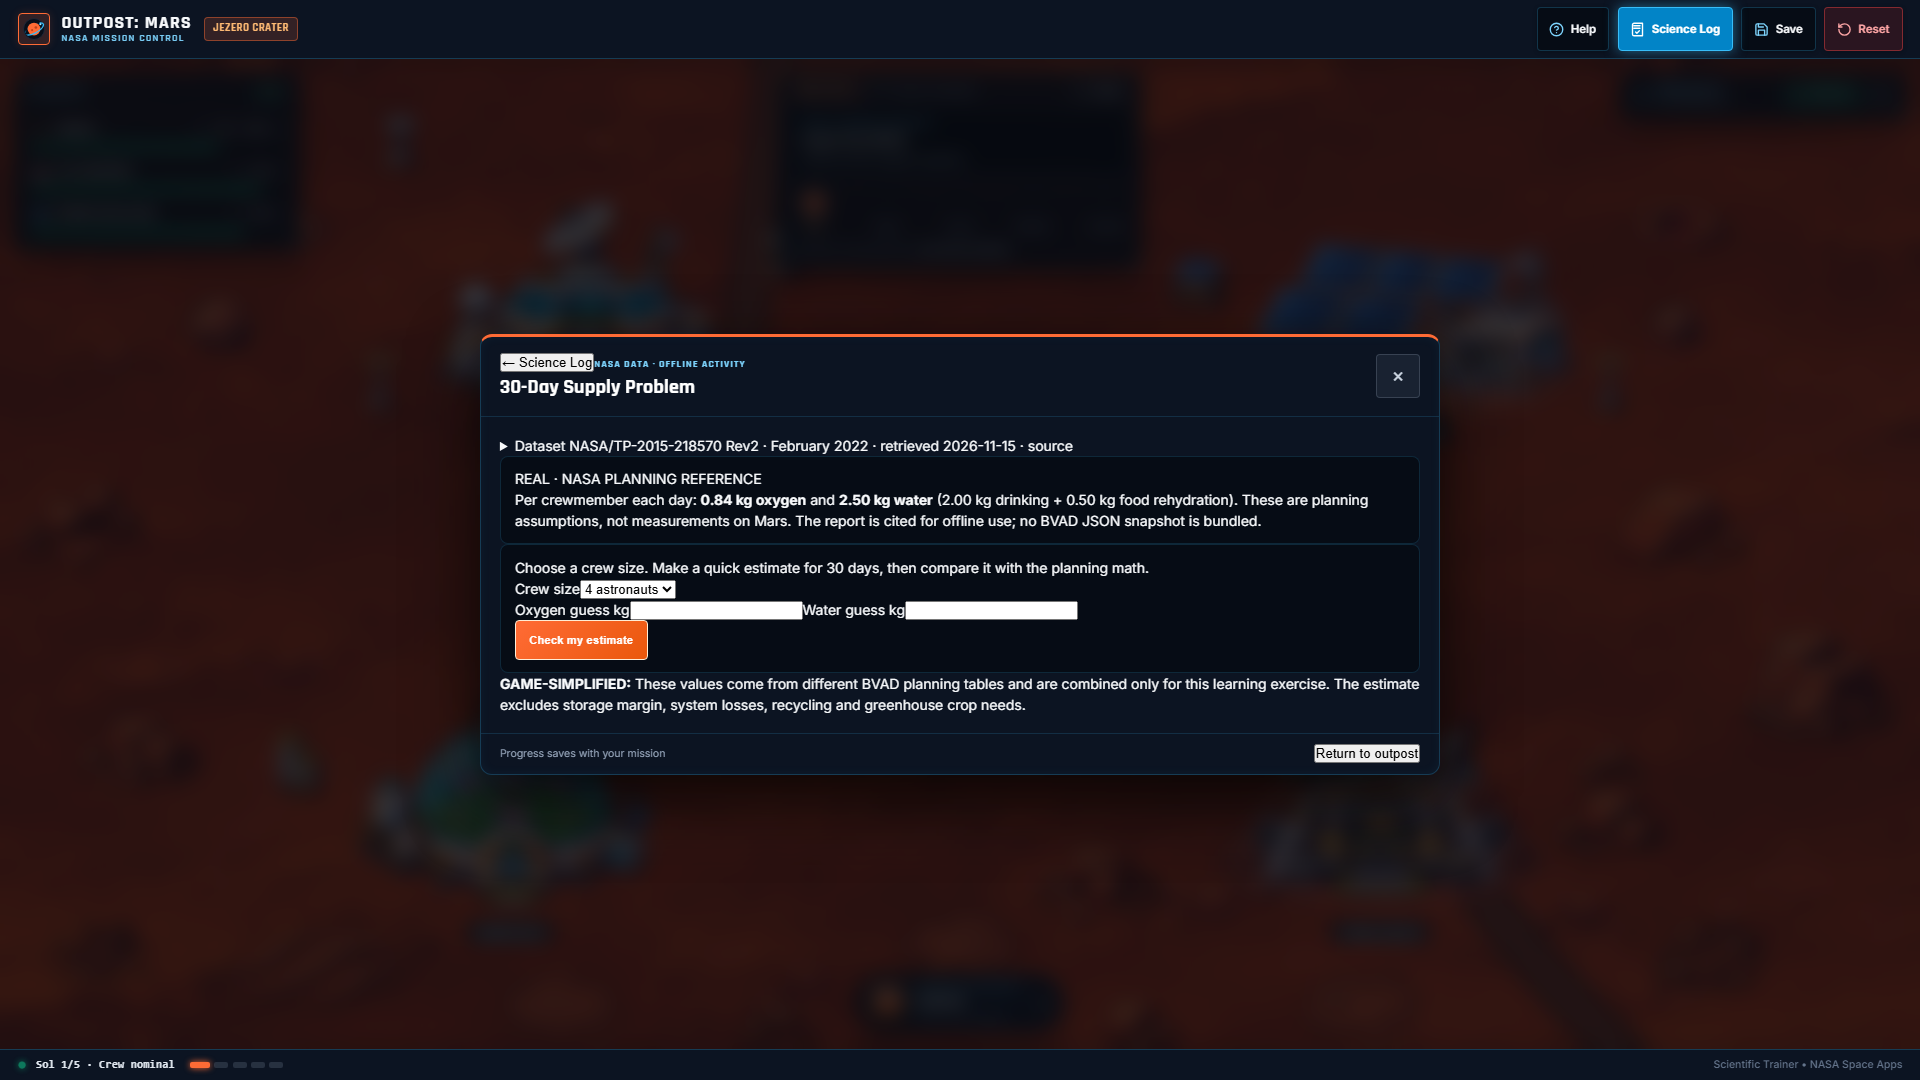 OUTPOST: MARS
NASA MISSION CONTROL
JEZERO CRATER
Help
Science Log
Save
Reset
← Science Log
NASA DATA · OFFLINE ACTIVITY
30-Day Supply Problem
×
▶ Dataset NASA/TP-2015-218570 Rev2 · February 2022 · retrieved 2026-11-15 · source
REAL · NASA PLANNING REFERENCE
Per crewmember each day: 0.84 kg oxygen and 2.50 kg water (2.00 kg drinking + 0.50 kg food rehydration). These are planning
assumptions, not measurements on Mars. The report is cited for offline use; no BVAD JSON snapshot is bundled.
Choose a crew size. Make a quick estimate for 30 days, then compare it with the planning math.
Crew size 4 astronauts
Oxygen guess kg Water guess kg
Check my estimate
GAME-SIMPLIFIED: These values come from different BVAD planning tables and are combined only for this learning exercise. The estimate
excludes storage margin, system losses, recycling and greenhouse crop needs.
Progress saves with your mission
Return to outpost
Sol 1/5 · Crew nominal
Scientific Trainer • NASA Space Apps